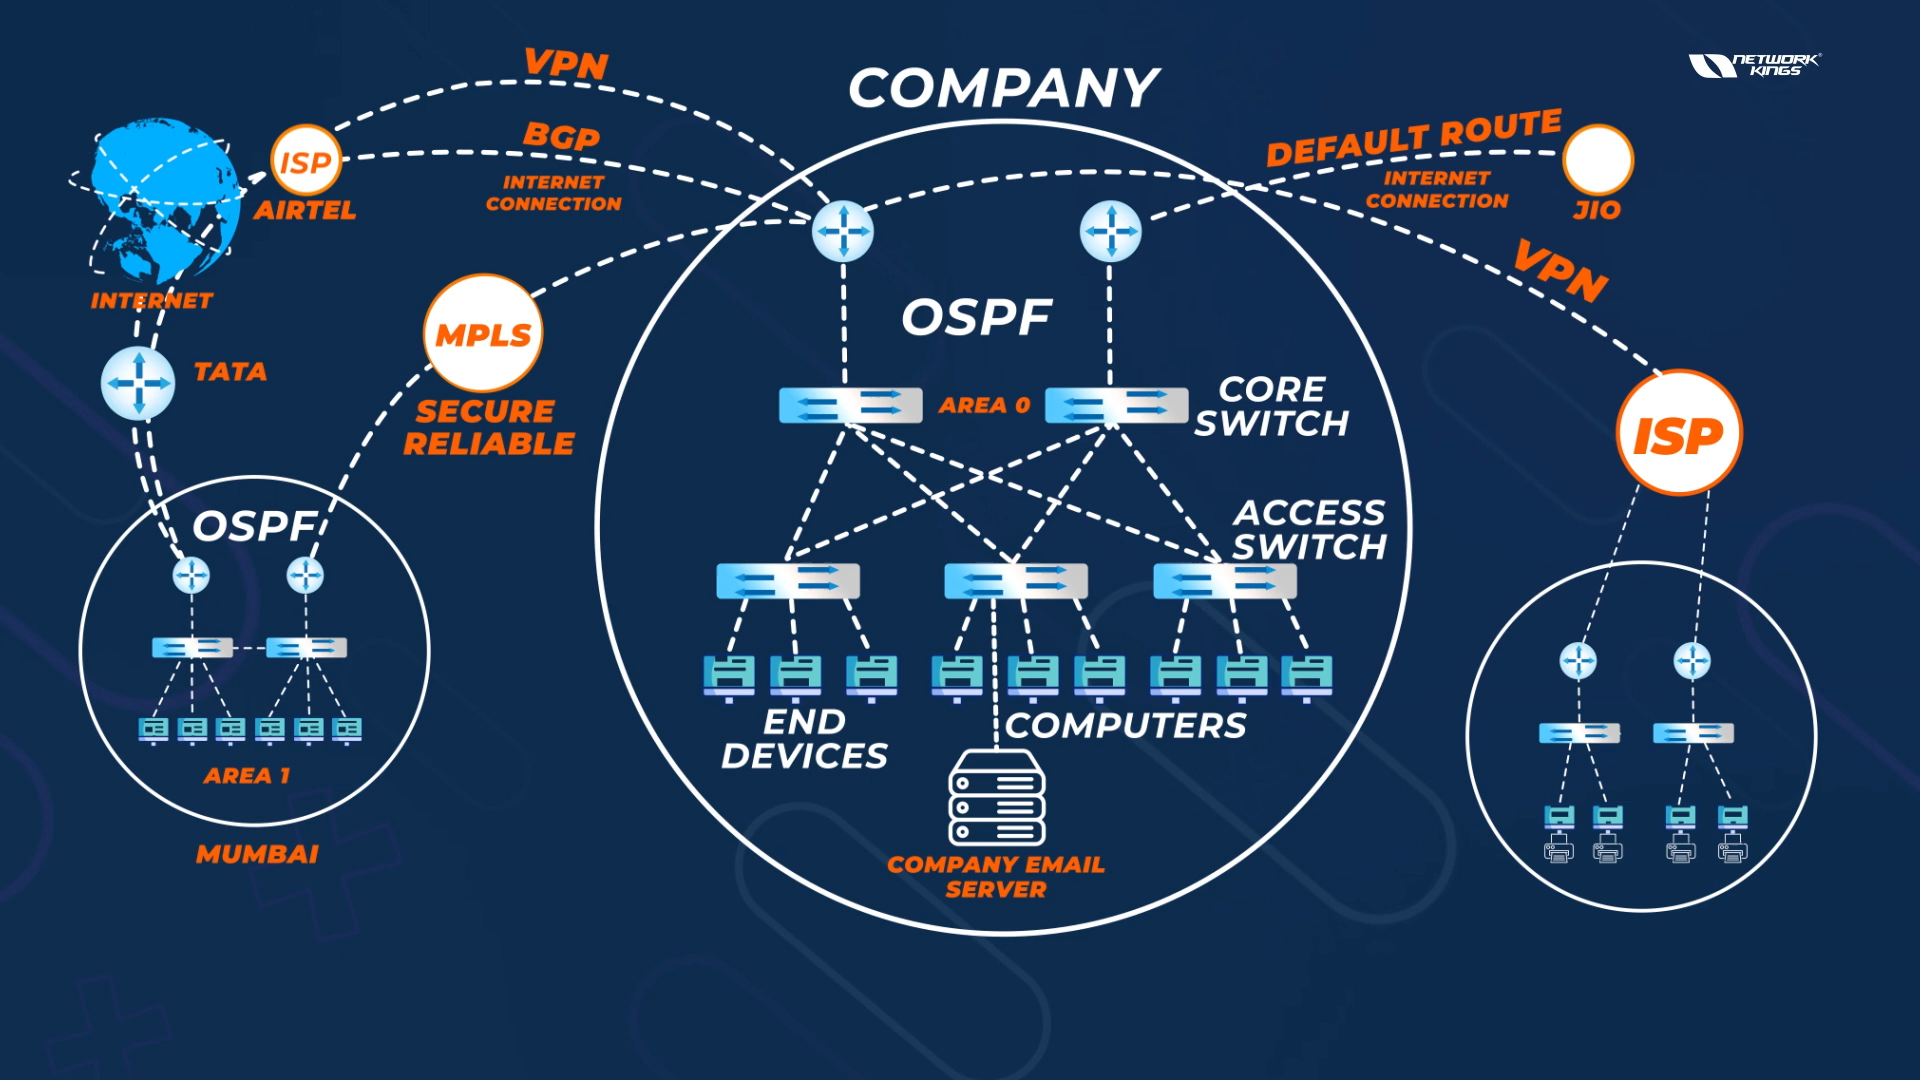 NETWORK
KINGS
VPN
COMPANY
BGP
INTERNET
CONNECTION
ISP
AIRTEL
DEFAULT ROUTE
INTERNET
CONNECTION
JIO
VPN
INTERNET
TATA
MPLS
SECURE
RELIABLE
OSPF
AREA 0
CORE
SWITCH
ISP
ACCESS
SWITCH
OSPF
END
DEVICES
COMPUTERS
AREA 1
MUMBAI
COMPANY EMAIL
SERVER